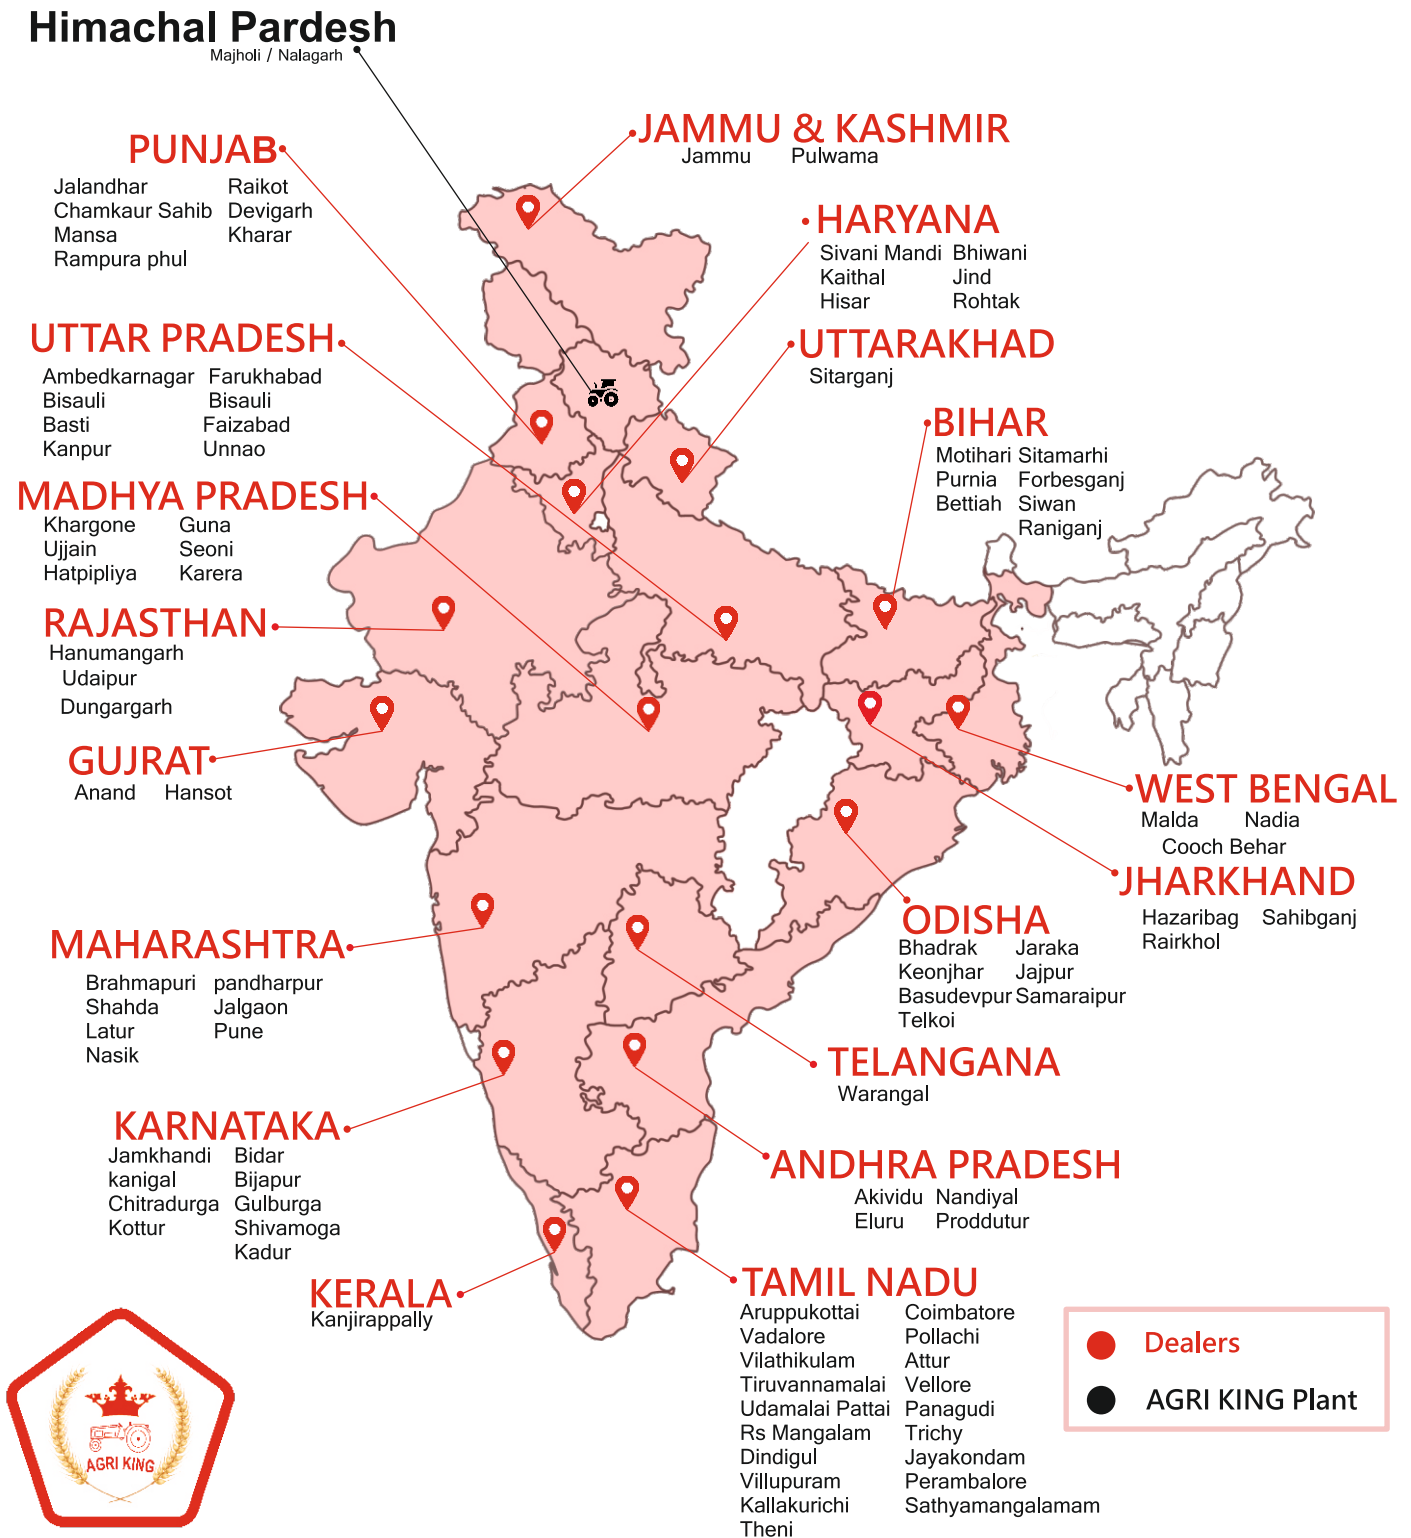 Himachal Pardesh
Majholi / Nalagarh
JAMMU & KASHMIR
Jammu Pulwama
PUNJAB
Jalandhar Raikot
Chamkaur Sahib Devigarh
Mansa Kharar
Rampura phul
HARYANA
Sivani Mandi Bhiwani
Kaithal Jind
Hisar Rohtak
UTTAR PRADESH
Ambedkarnagar Farukhabad
Bisauli Bisauli
Basti Faizabad
Kanpur Unnao
UTTARAKHAD
Sitarganj
BIHAR
Motihari Sitamarhi
Purnia Forbesganj
Bettiah Siwan
Raniganj
MADHYA PRADESH
Khargone Guna
Ujjain Seoni
Hatpipliya Karera
RAJASTHAN
Hanumangarh
Udaipur
Dungargarh
GUJRAT
Anand Hansot
WEST BENGAL
Malda Nadia
Cooch Behar
JHARKHAND
Hazaribag Sahibganj
Rairkhol
ODISHA
Bhadrak Jaraka
Keonjhar Jajpur
Basudevpur Samaraipur
Telkoi
MAHARASHTRA
Brahmapuri pandharpur
Shahda Jalgaon
Latur Pune
Nasik
TELANGANA
Warangal
KARNATAKA
Jamkhandi Bidar
kanigal Bijapur
Chitradurga Gulburga
Kottur Shivamoga
Kadur
ANDHRA PRADESH
Akividu Nandiyal
Eluru Proddutur
KERALA
Kanjirappally
TAMIL NADU
Aruppukottai Coimbatore
Vadalore Pollachi
Vilathikulam Attur
Tiruvannamalai Vellore
Udamalai Pattai Panagudi
Rs Mangalam Trichy
Dindigul Jayakondam
Villupuram Perambalore
Kallakurichi Sathyamangalamam
Theni
Dealers
AGRI KING Plant
AGRI KING